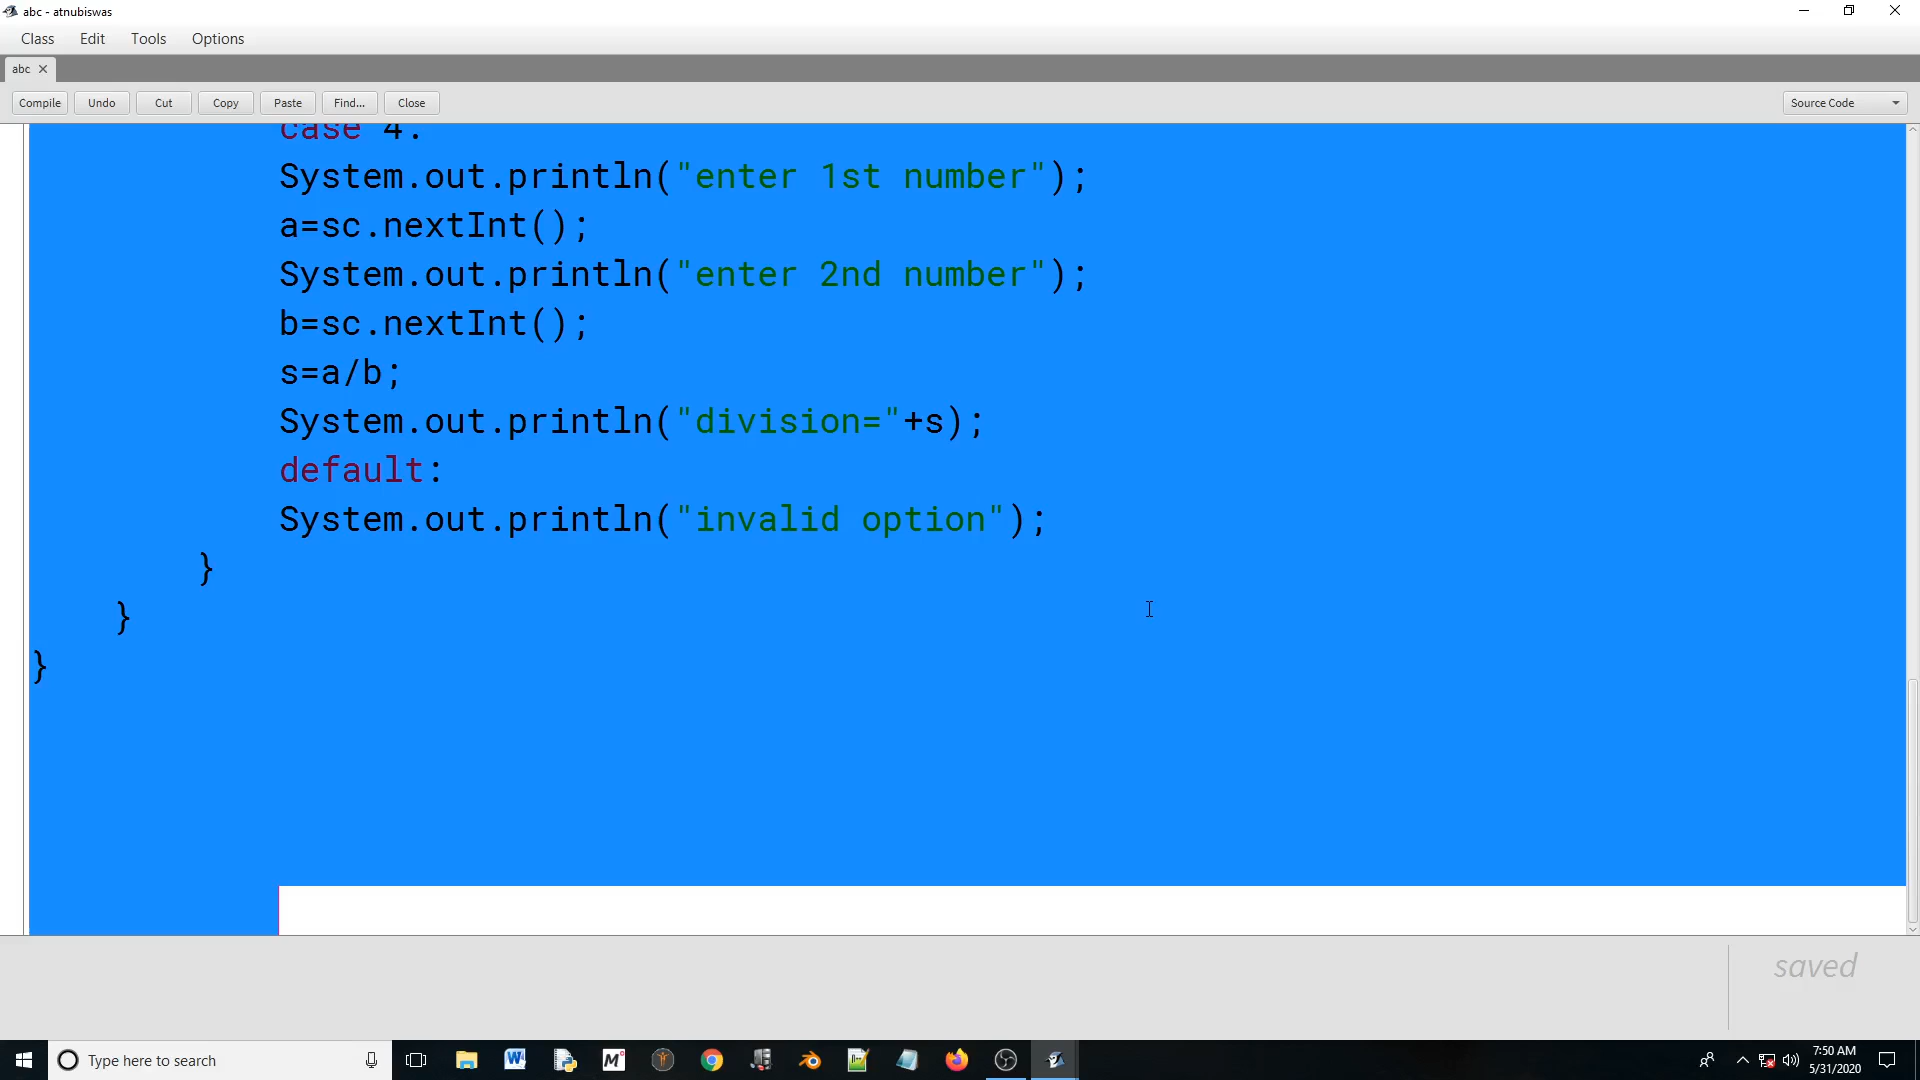 abc - atnubiswas
Class Edit Tools Options
abc
Compile Undo Cut Copy Paste Find... Close Source Code
case 4:
System.out.println("enter 1st number");
a=sc.nextInt();
System.out.println("enter 2nd number");
b=sc.nextInt();
s=a/b;
System.out.println("division="+s);
default:
System.out.println("invalid option");
}
}
}
saved
Type here to search
7:50 AM
5/31/2020